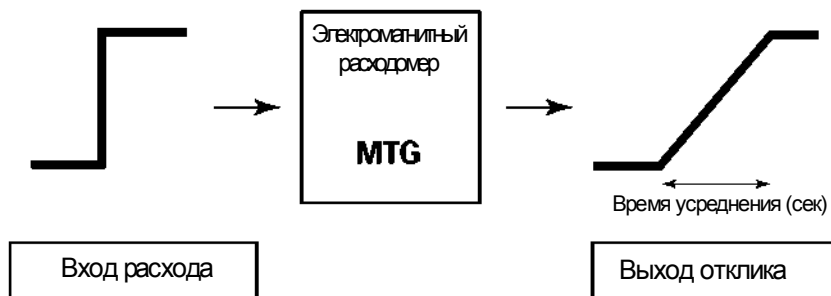 Электромагнитный
расходомер
MTG
Время усреднения (сек)
Вход расхода
Выход отклика